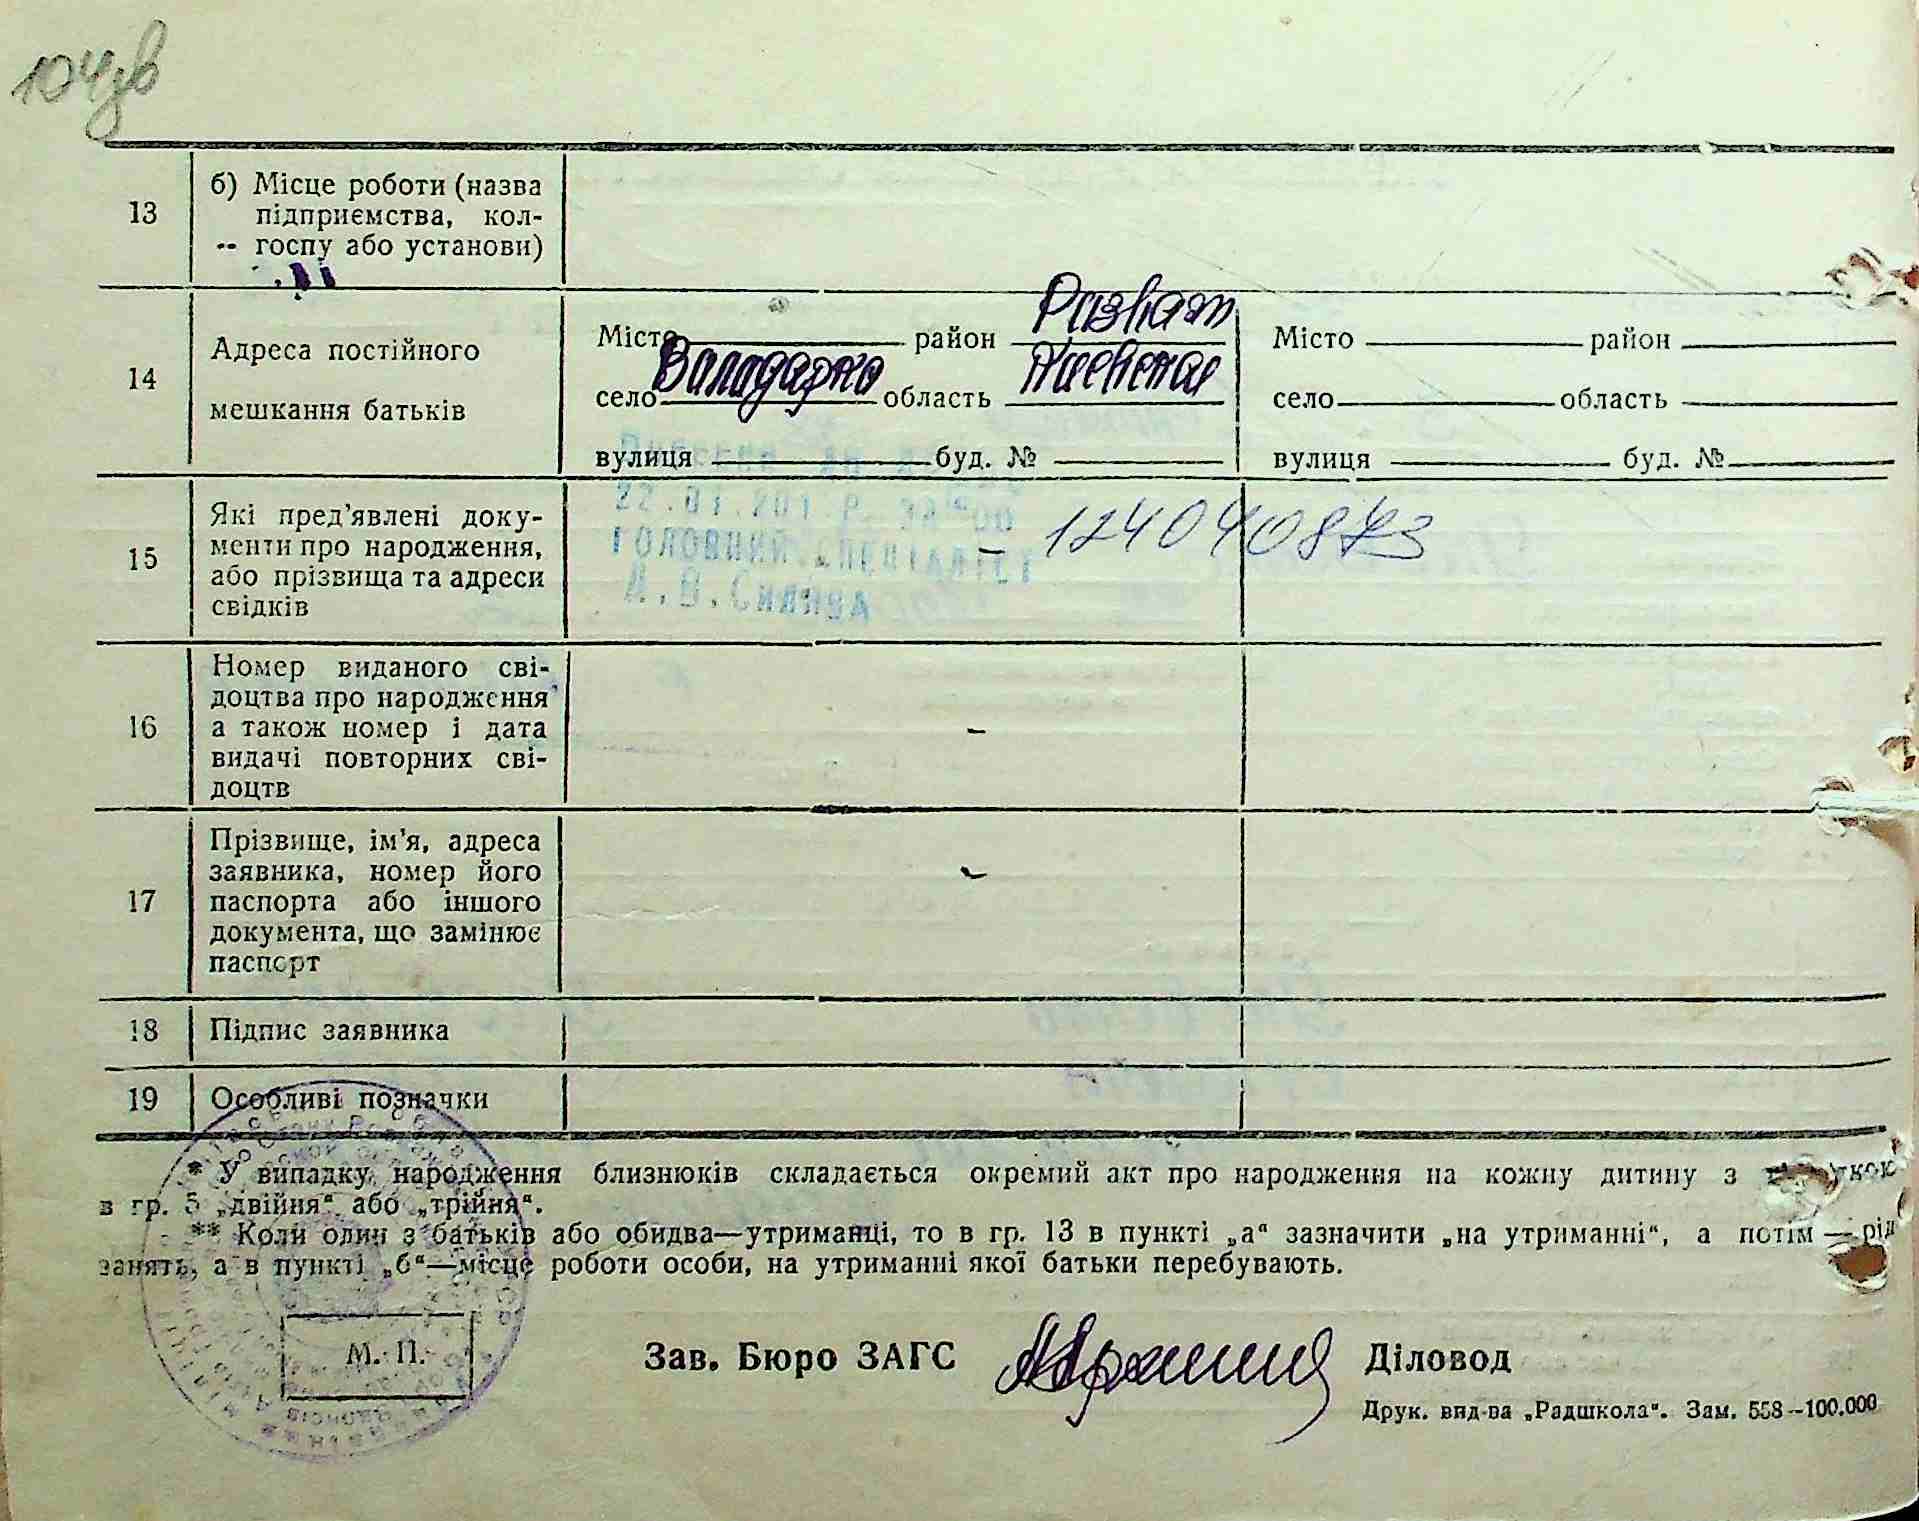 104зв
13
б) Місце роботи (назва
підприємства, кол-
госпу або установи)
14
Адреса постійного
мешкання батьків
Місто район
село Володарка область Киевская
вулиця буд. №
Місто район
село область
вулиця буд. №
15
Які пред’явлені доку-
менти про народження,
або прізвища та адреси
свідків
ГОЛОВНИЙ СПЕЦІАЛІСТ
– 1240408
16
Номер виданого сві-
доцтва про народження
а також номер і дата
видачі повторних сві-
доцтв
-
17
Прізвище, ім’я, адреса
заявника, номер його
паспорта або іншого
документа, що замінює
паспорт
-
18
Підпис заявника
19
Особливі позначки
* У випадку народження близнюків складається окремий акт про народження на кожну дитину з
в гр. 5 „двійня“ або „трійня“.
** Коли один з батьків або обидва—утриманці, то в гр. 13 в пункті „а“ зазначити „на утриманні“, а потім — рід
занять, а в пункті „б“—місце роботи особи, на утриманні якої батьки перебувають.
М. П.
Зав. Бюро ЗАГС Діловод
Друк. вид-ва „Радшкола“. Зам. 558–100.000